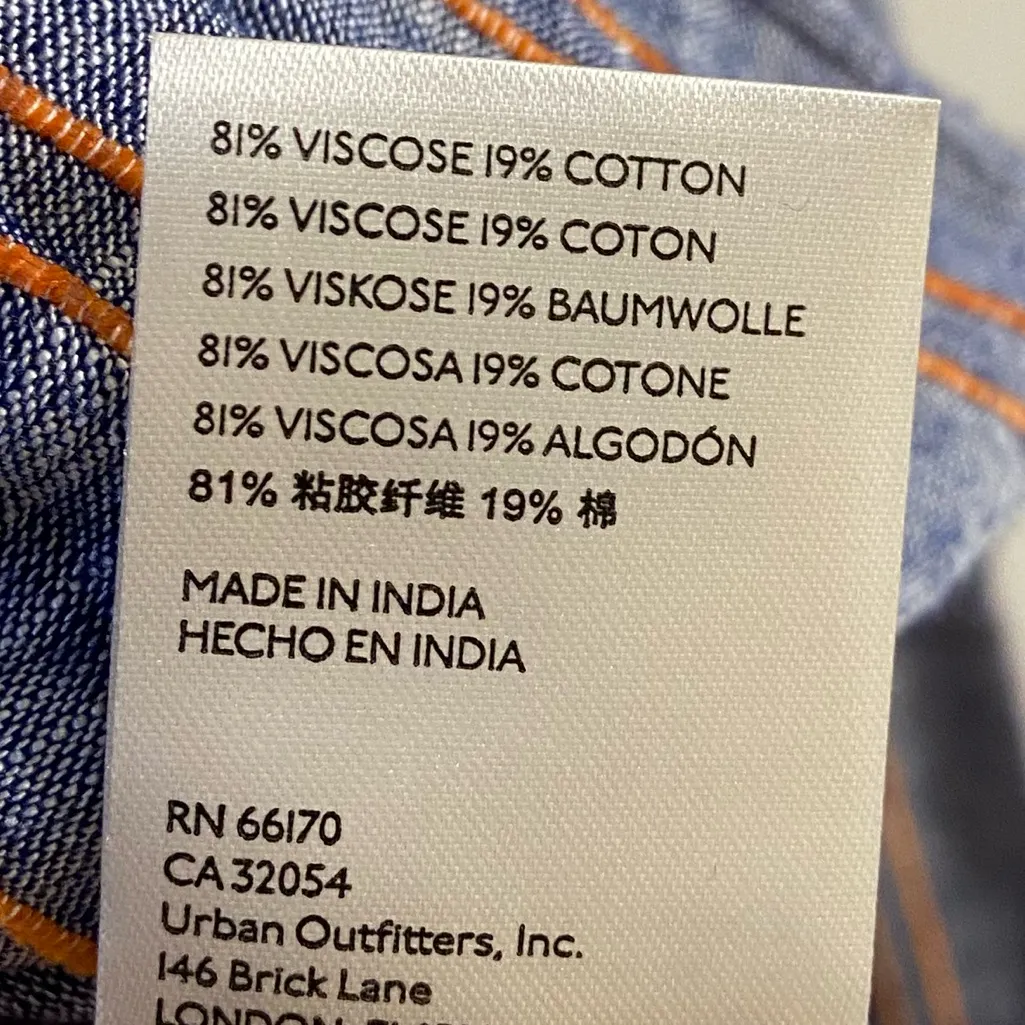 81% VISCOSE 19% COTTON
81% VISCOSE 19% COTON
81% VISKOSE 19% BAUMWOLLE
81% VISCOSA 19% COTONE
81% VISCOSA 19% ALGODÓN
81% 粘胶纤维 19% 棉
MADE IN INDIA
HECHO EN INDIA
RN 66170
CA 32054
Urban Outfitters, Inc.
146 Brick Lane
LONDON,